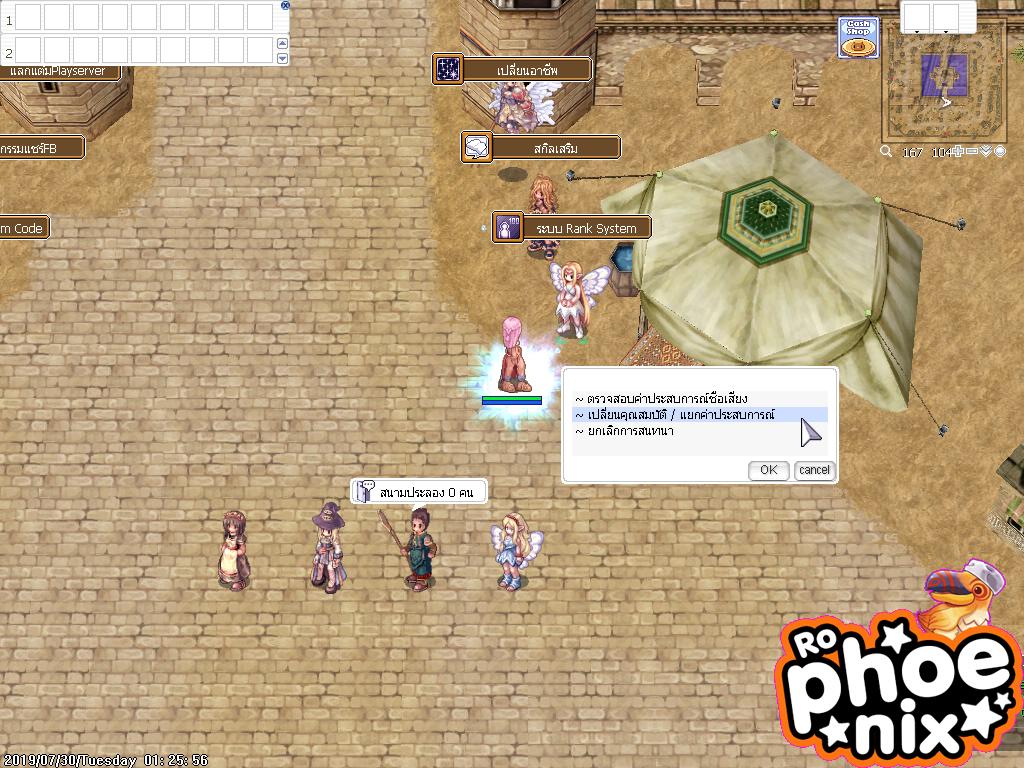 1
2
Cash Shop
แลกแต้มPlayserver
เปลี่ยนอาชีพ
กรรมแชร์FB
สกิลเสริม
167 104
m Code
100
ระบบ Rank System
~ ตรวจสอบค่าประสบการณ์ชื่อเสียง
~ เปลี่ยนคุณสมบัติ / แยกค่าประสบการณ์
~ ยกเลิกการสนทนา
OK cancel
สนามประลอง 0 คน
RO
phoe
nix
2019/07/30/Tuesday 01:25:56